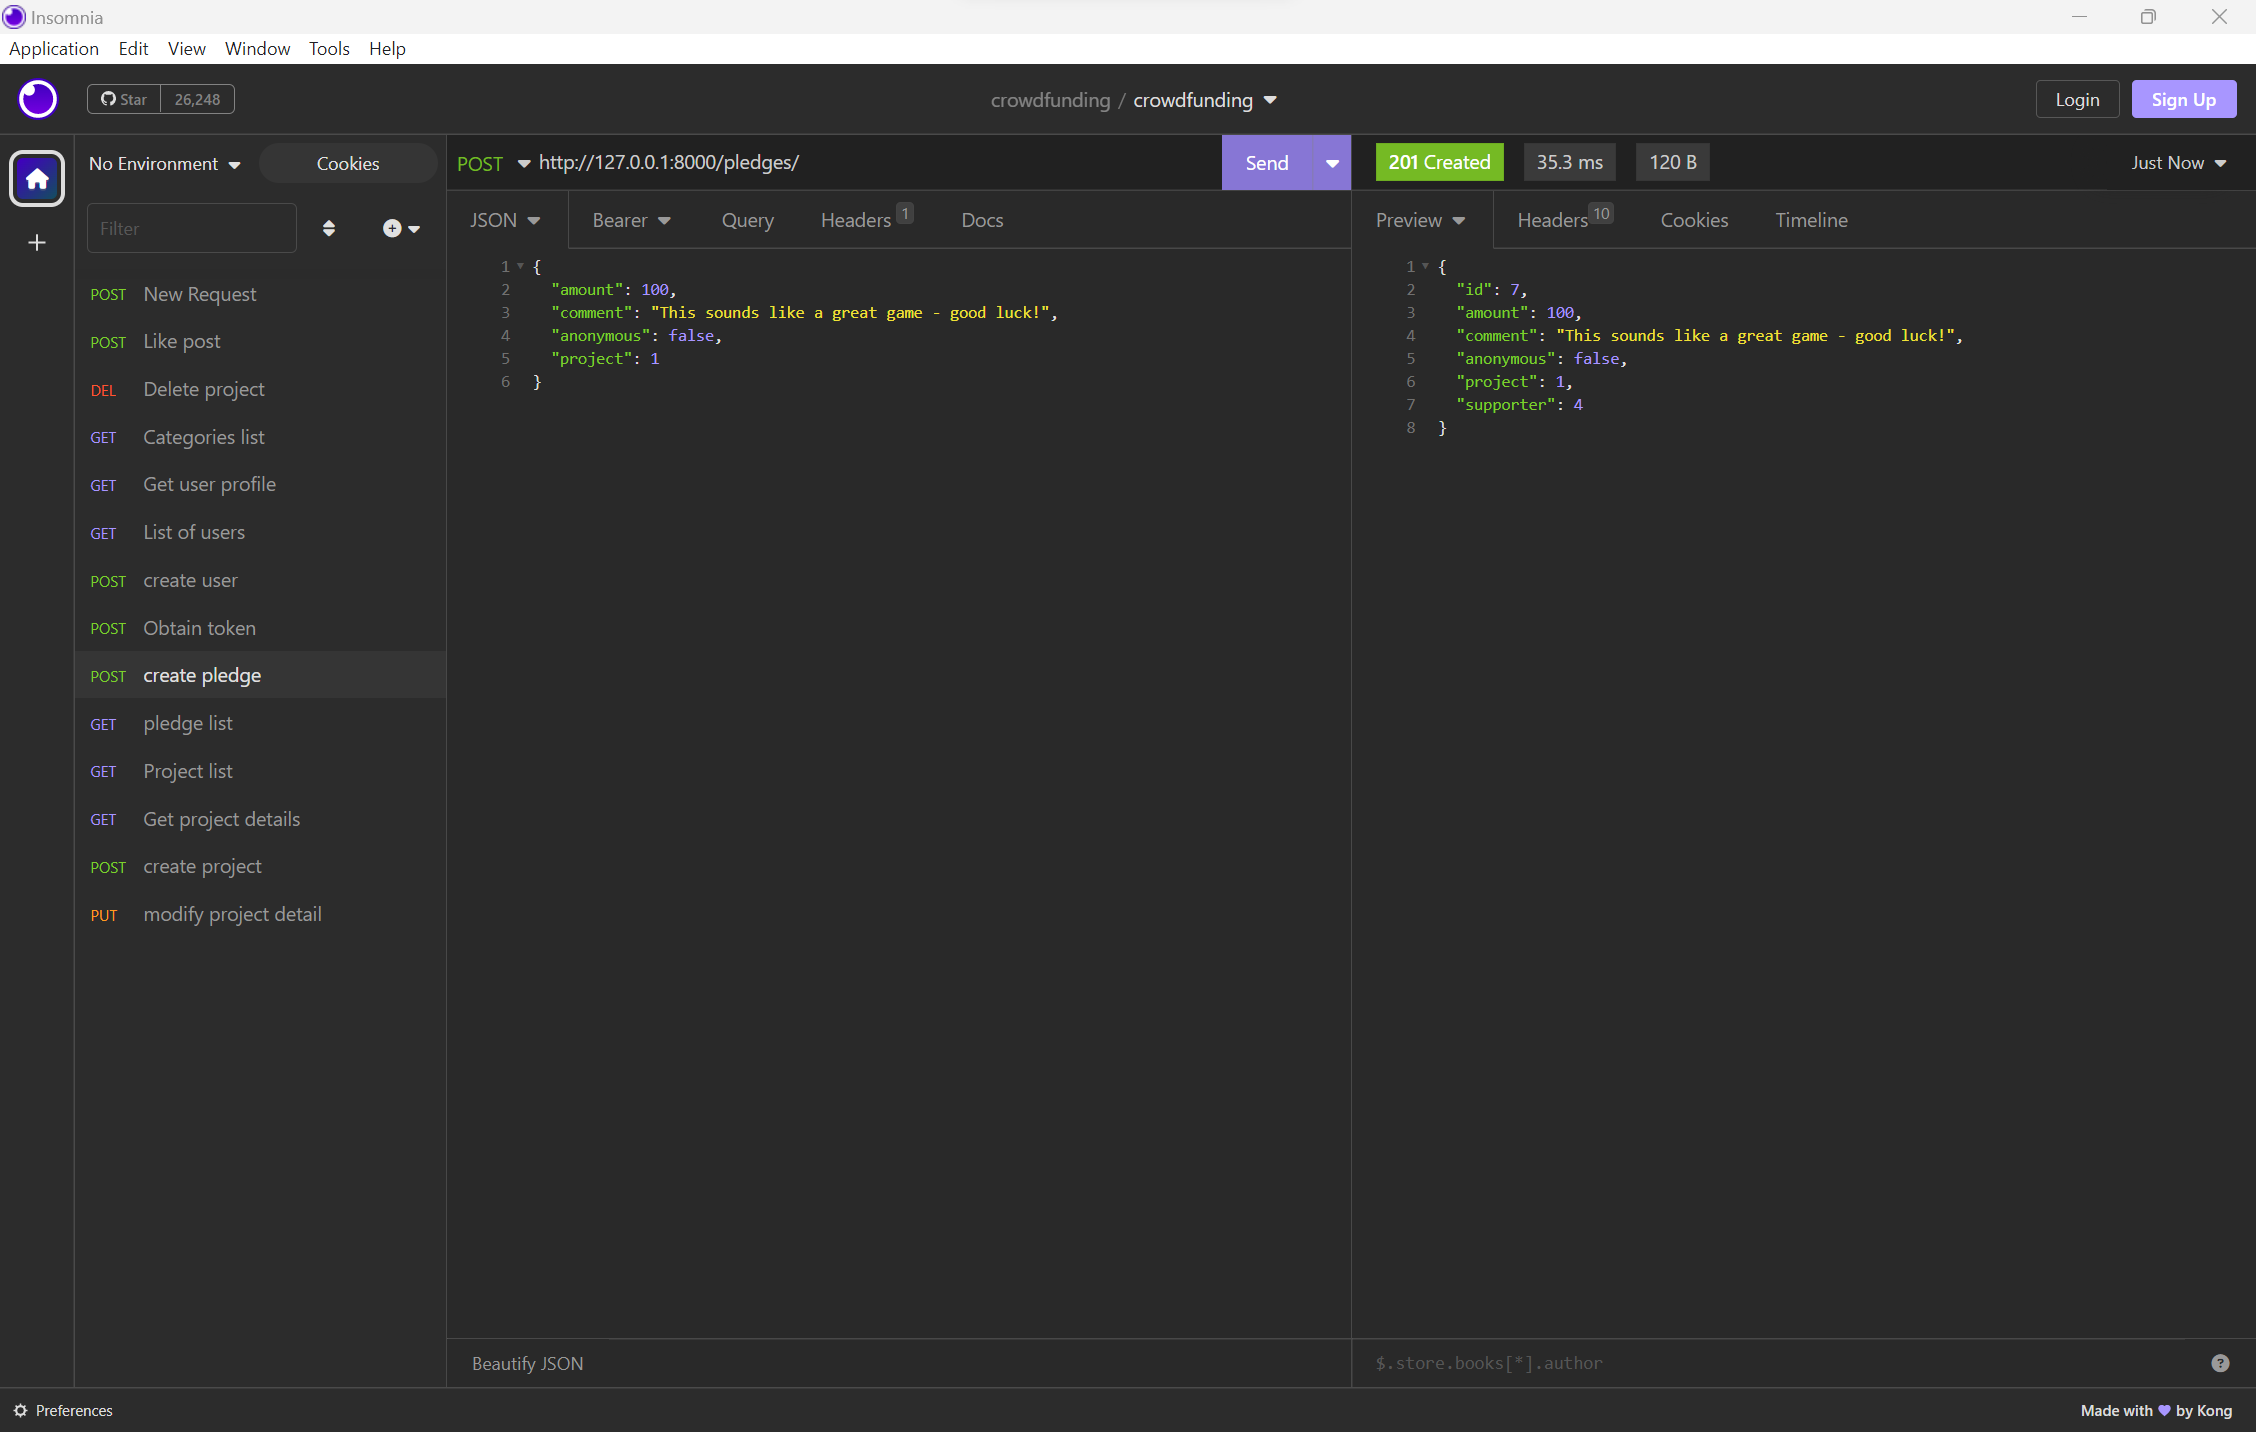 Insomnia
Application Edit View Window Tools Help
Star 26,248
crowdfunding / crowdfunding
Login Sign Up
No Environment Cookies
Filter
POST New Request
POST Like post
DEL Delete project
GET Categories list
GET Get user profile
GET List of users
POST create user
POST Obtain token
POST create pledge
GET pledge list
GET Project list
GET Get project details
POST create project
PUT modify project detail
POST http://127.0.0.1:8000/pledges/ Send
JSON Bearer Query Headers 1 Docs
1 {
2 "amount": 100,
3 "comment": "This sounds like a great game - good luck!",
4 "anonymous": false,
5 "project": 1
6 }
Beautify JSON
201 Created 35.3 ms 120 B Just Now
Preview Headers 10 Cookies Timeline
1 {
2 "id": 7,
3 "amount": 100,
4 "comment": "This sounds like a great game - good luck!",
5 "anonymous": false,
6 "project": 1,
7 "supporter": 4
8 }
$.store.books[*].author ?
Preferences
Made with 💜 by Kong